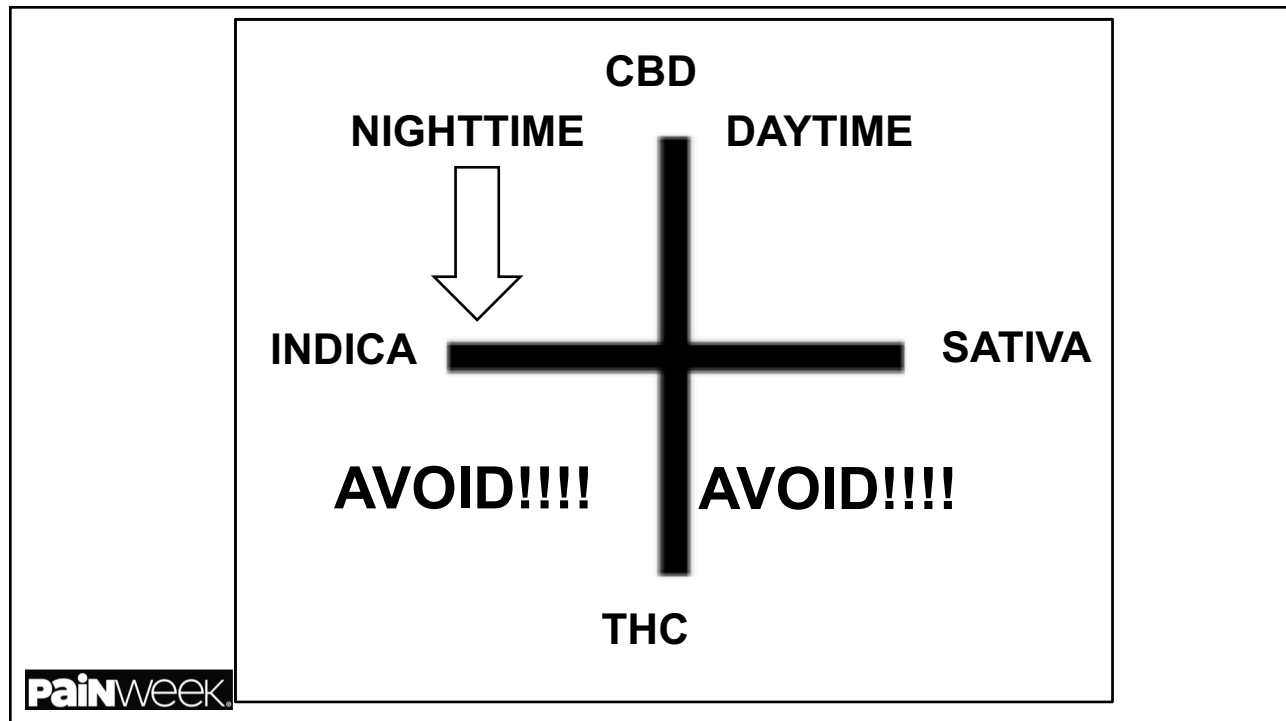 CBD
NIGHTTIME DAYTIME
INDICA SATIVA
AVOID!!!! AVOID!!!!
THC
PaiNWeeK.